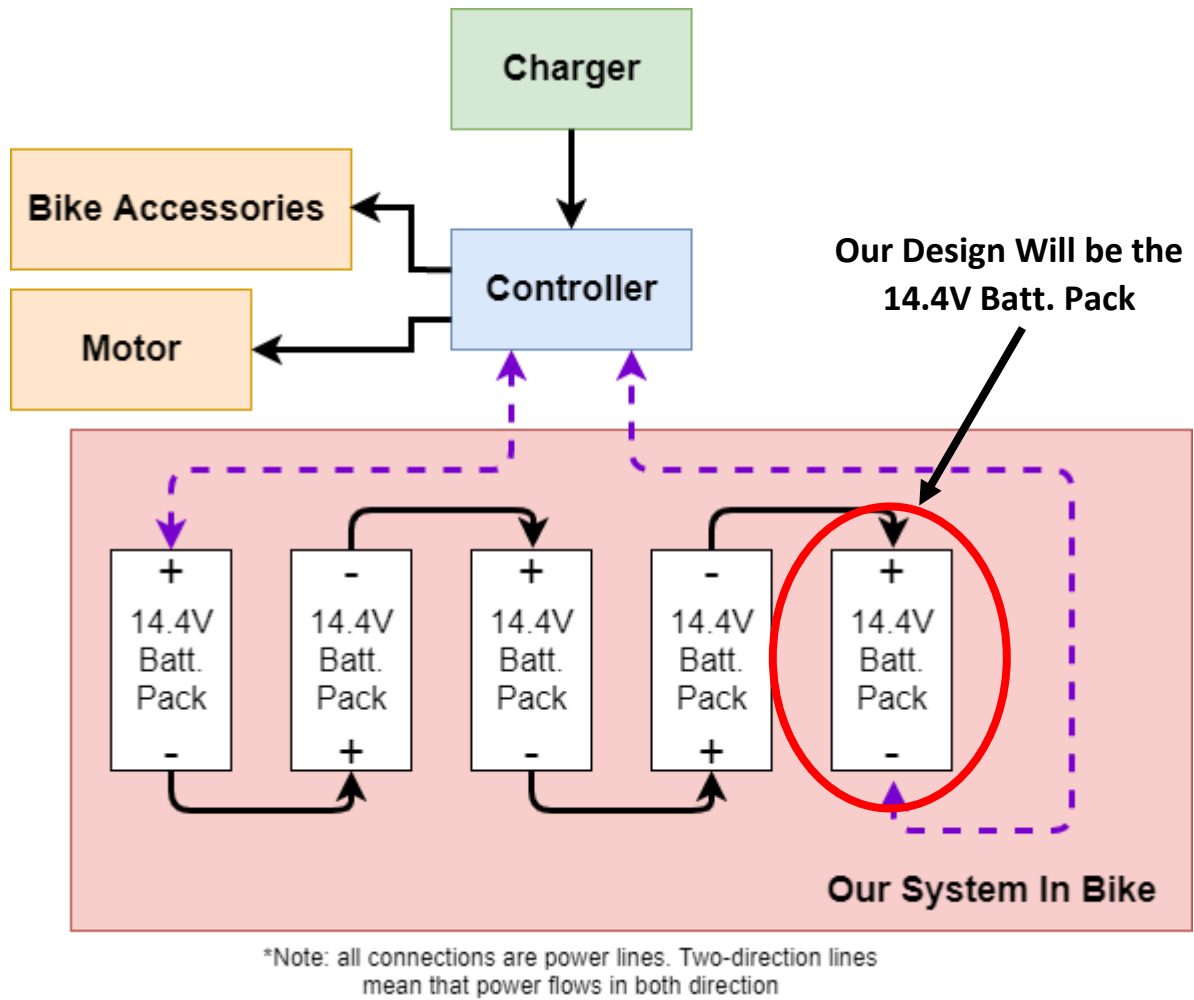 Charger
Bike Accessories
Controller
Motor
Our Design Will be the
14.4V Batt. Pack
+
14.4V
Batt.
Pack
-
-
14.4V
Batt.
Pack
+
+
14.4V
Batt.
Pack
-
-
14.4V
Batt.
Pack
+
+
14.4V
Batt.
Pack
-
Our System In Bike
*Note: all connections are power lines. Two-direction lines
mean that power flows in both direction